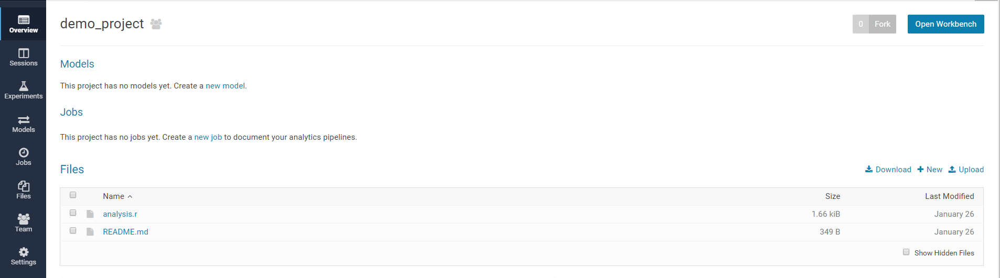 Overview
Sessions
Experiments
Models
Jobs
Files
Team
Settings
demo_project
0 Fork Open Workbench
Models
This project has no models yet. Create a new model.
Jobs
This project has no jobs yet. Create a new job to document your analytics pipelines.
Files Download New Upload
Name Size Last Modified
analysis.r 1.66 kiB January 26
README.md 349 B January 26
Show Hidden Files